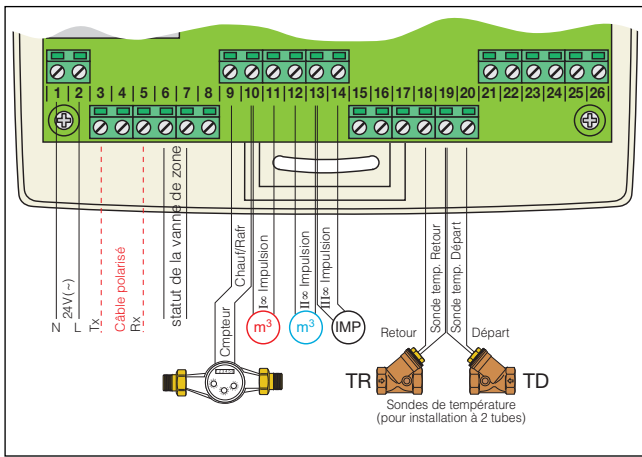 1 2 3 4 5 6 7 8 9 10 11 12 13 14 15 16 17 18 19 20 21 22 23 24 25 26
N
24V(~)
L
Tx
Câble polarisé
Rx
statut de la vanne de zone
Cmpteur
Chauf/Rafr
I∞ Impulsion
II∞ Impulsion
III∞ Impulsion
m³
m³
IMP
Sonde temp. Retour
Sonde temp. Départ
Retour
Départ
TR
TD
Sondes de température
(pour installation à 2 tubes)